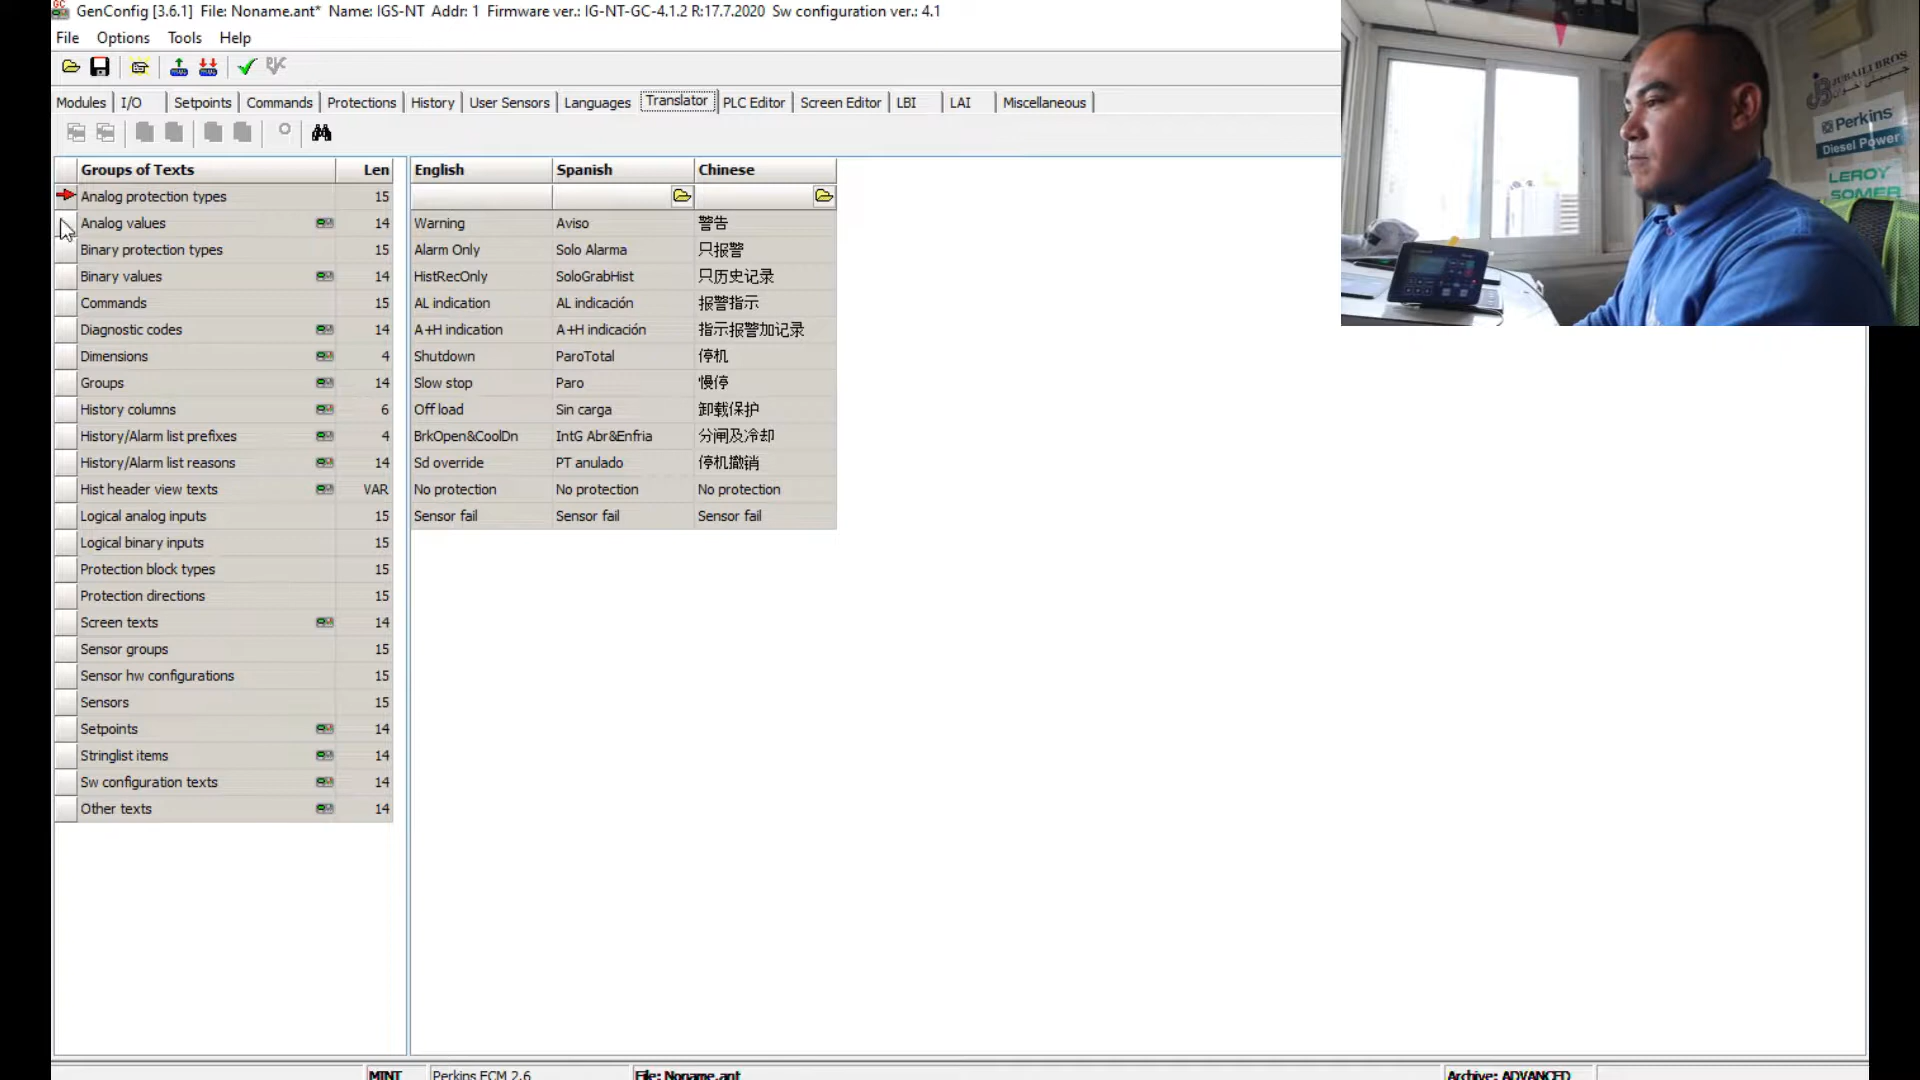 GenConfig [3.6.1] File: Noname.ant* Name: IGS-NT Addr: 1 Firmware ver.: IG-NT-GC-4.1.2 R:17.7.2020 Sw configuration ver.: 4.1
File Options Tools Help
Modules I/O Setpoints Commands Protections History User Sensors Languages Translator PLC Editor Screen Editor LBI LAI Miscellaneous
Groups of Texts Len English Spanish Chinese
Analog protection types 15
Analog values 14 Warning Aviso 警告
Binary protection types 15 Alarm Only Solo Alarma 只报警
Binary values 14 HistRecOnly SoloGrabHist 只历史记录
Commands 15 AL indication AL indicación 报警指示
Diagnostic codes 14 A+H indication A+H indicación 指示报警加记录
Dimensions 4 Shutdown ParoTotal 停机
Groups 14 Slow stop Paro 慢停
History columns 6 Off load Sin carga 卸载保护
History/Alarm list prefixes 4 BrkOpen&CoolDn IntG Abr&Enfria 分闸及冷却
History/Alarm list reasons 14 Sd override PT anulado 停机撤销
Hist header view texts VAR No protection No protection No protection
Logical analog inputs 15 Sensor fail Sensor fail Sensor fail
Logical binary inputs 15
Protection block types 15
Protection directions 15
Screen texts 14
Sensor groups 15
Sensor hw configurations 15
Sensors 15
Setpoints 14
Stringlist items 14
Sw configuration texts 14
Other texts 14
MINT Perkins ECM 2.6 File: Noname.ant Archive: ADVANCED
JUBAILI BROS
Perkins
Diesel Power
LEROY
SOMER